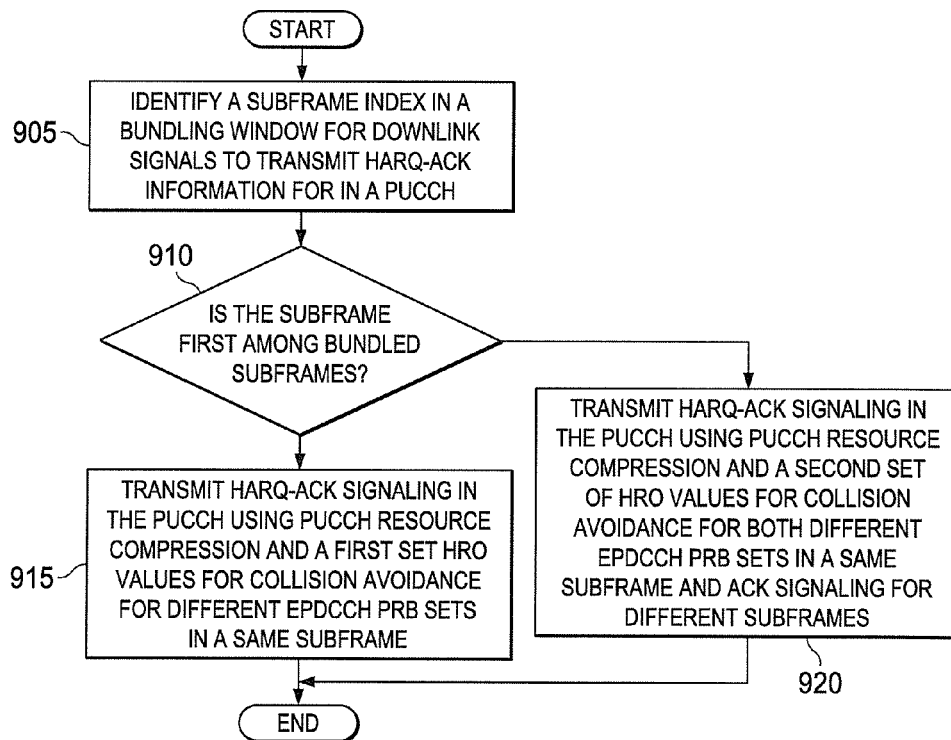 START
905
IDENTIFY A SUBFRAME INDEX IN A
BUNDLING WINDOW FOR DOWNLINK
SIGNALS TO TRANSMIT HARQ-ACK
INFORMATION FOR IN A PUCCH
910
IS THE SUBFRAME
FIRST AMONG BUNDLED
SUBFRAMES?
915
TRANSMIT HARQ-ACK SIGNALING IN
THE PUCCH USING PUCCH RESOURCE
COMPRESSION AND A FIRST SET HRO
VALUES FOR COLLISION AVOIDANCE
FOR DIFFERENT EPDCCH PRB SETS
IN A SAME SUBFRAME
TRANSMIT HARQ-ACK SIGNALING IN
THE PUCCH USING PUCCH RESOURCE
COMPRESSION AND A SECOND SET
OF HRO VALUES FOR COLLISION
AVOIDANCE FOR BOTH DIFFERENT
EPDCCH PRB SETS IN A SAME
SUBFRAME AND ACK SIGNALING FOR
DIFFERENT SUBFRAMES
920
END